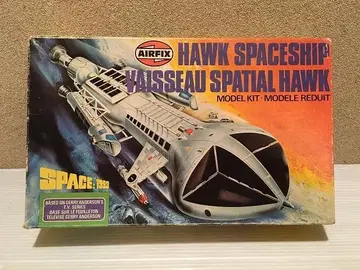 AIRFIX
HAWK SPACESHIP
VAISSEAU SPATIAL HAWK
MODEL KIT · MODELE REDUIT
SPACE: 1999
BASED ON GERRY ANDERSON'S
T.V. SERIES
BASE SUR LE FEUILLETON
TELEVISE GERRY ANDERSON